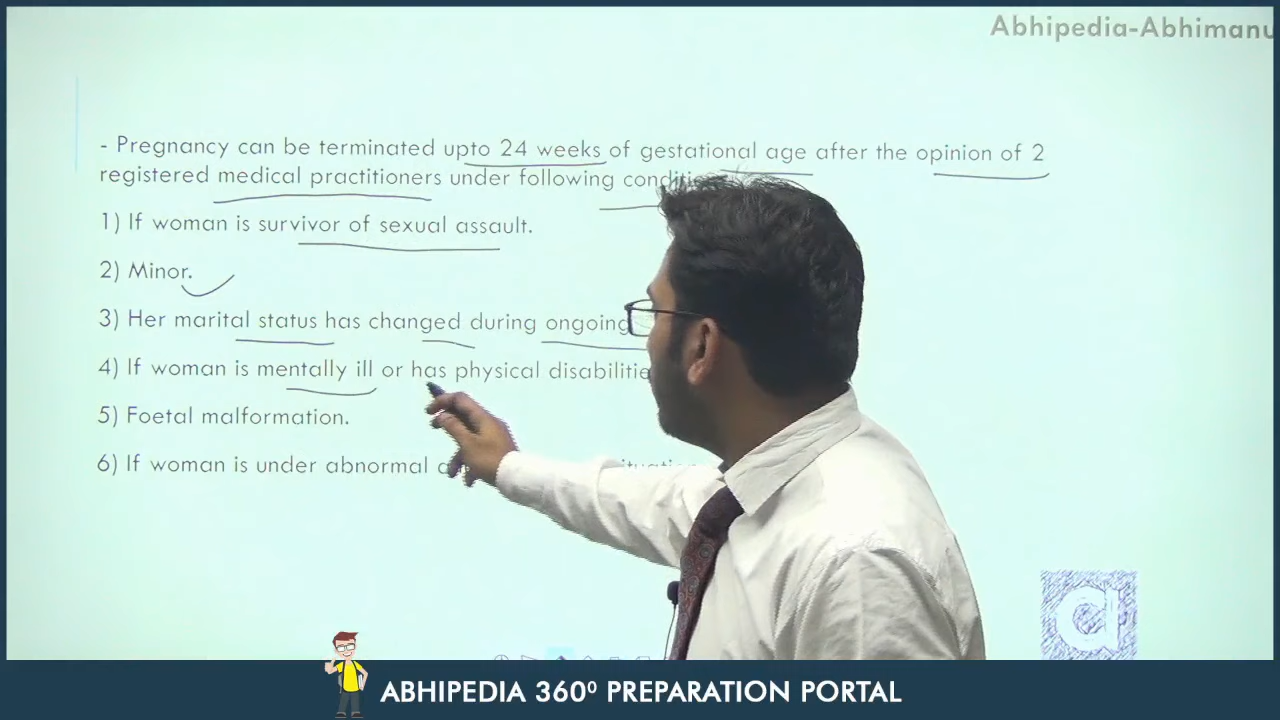 Abhipedia-Abhimanu
- Pregnancy can be terminated upto 24 weeks of gestational age after the opinion of 2
registered medical practitioners under following
1) If woman is survivor of sexual assault.
2) Minor.
3) Her marital status has changed during ongoing
4) If woman is mentally ill or has physical
5) Foetal malformation.
6) If woman is under abnormal
a
ABHIPEDIA 360⁰ PREPARATION PORTAL